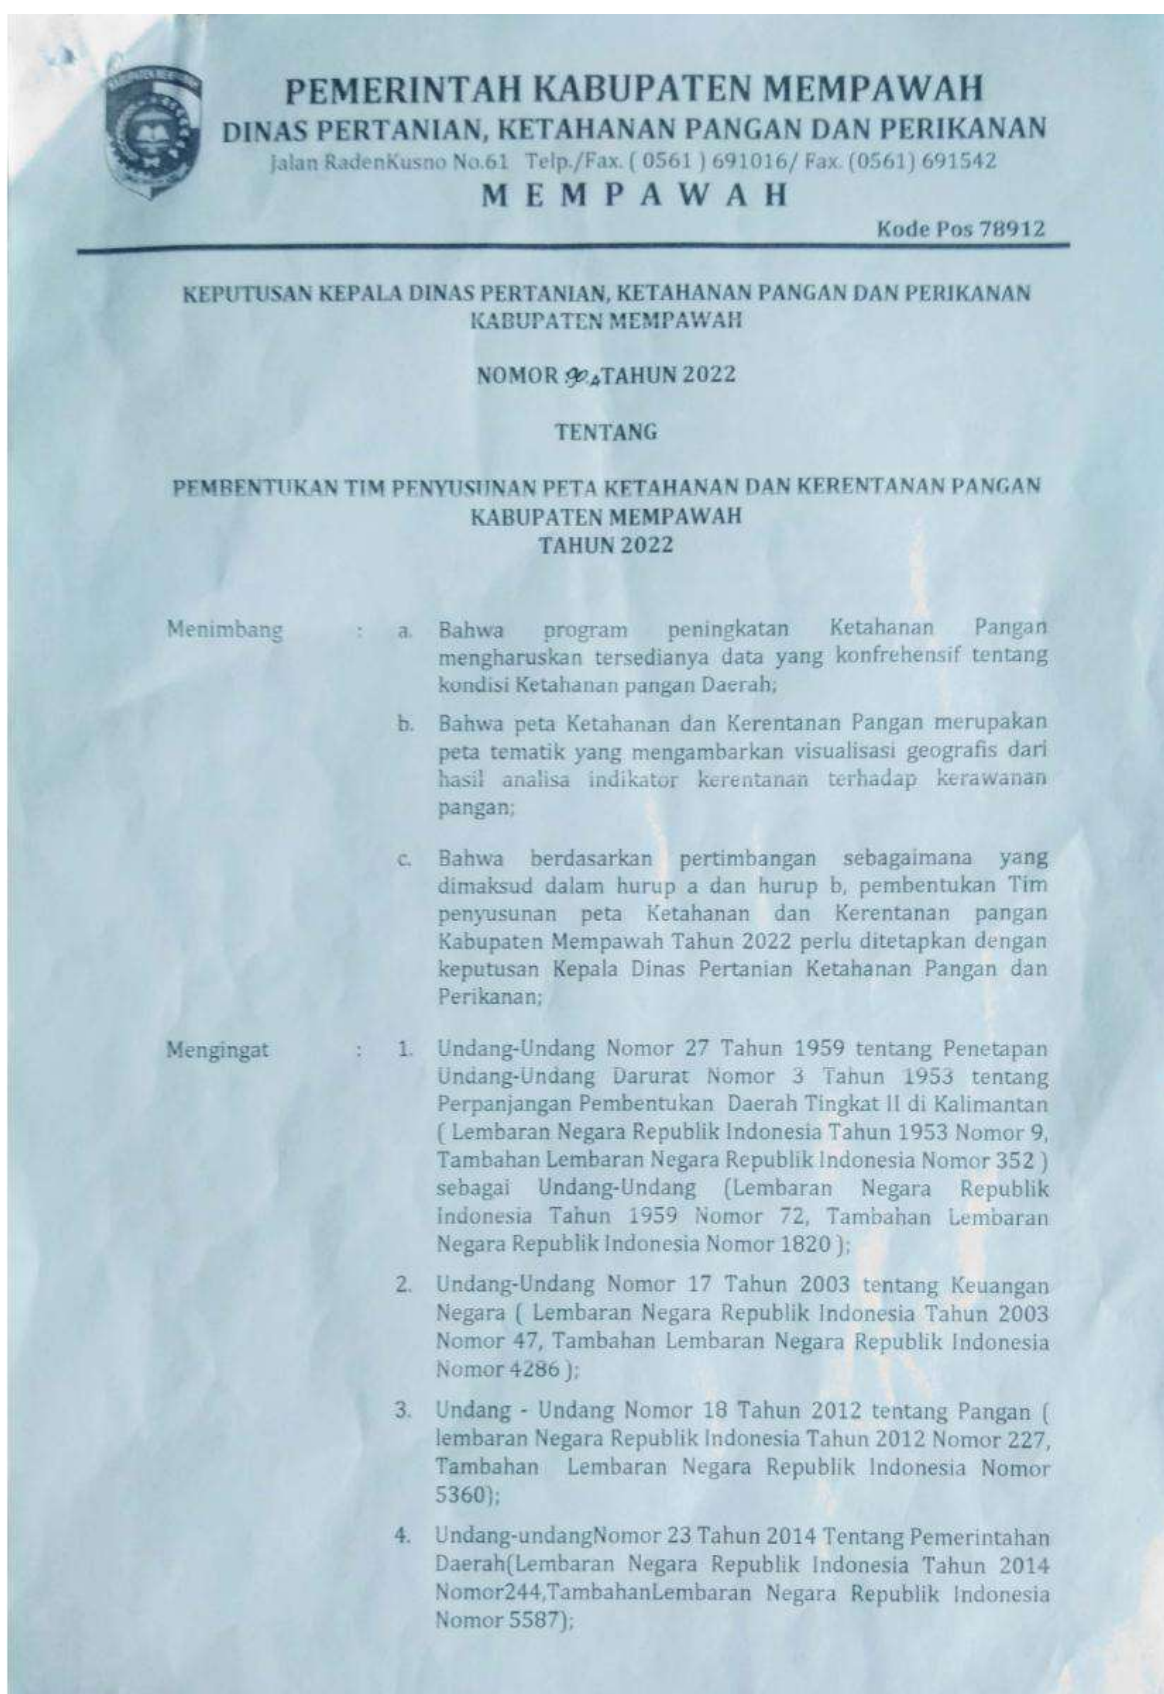 PEMERINTAH KABUPATEN MEMPAWAH
DINAS PERTANIAN, KETAHANAN PANGAN DAN PERIKANAN
Jalan RadenKusno No.61 Telp./Fax. ( 0561 ) 691016/ Fax. (0561) 691542
M E M P A W A H
Kode Pos 78912
KEPUTUSAN KEPALA DINAS PERTANIAN, KETAHANAN PANGAN DAN PERIKANAN
KABUPATEN MEMPAWAH
NOMOR TAHUN 2022
TENTANG
PEMBENTUKAN TIM PENYUSUNAN PETA KETAHANAN DAN KERENTANAN PANGAN
KABUPATEN MEMPAWAH
TAHUN 2022
Menimbang : a. Bahwa program peningkatan Ketahanan Pangan
mengharuskan tersedianya data yang konfrehensif tentang
kondisi Ketahanan pangan Daerah;
b. Bahwa peta Ketahanan dan Kerentanan Pangan merupakan
peta tematik yang mengambarkan visualisasi geografis dari
hasil analisa indikator kerentanan terhadap kerawanan
pangan;
c. Bahwa berdasarkan pertimbangan sebagaimana yang
dimaksud dalam hurup a dan hurup b, pembentukan Tim
penyusunan peta Ketahanan dan Kerentanan pangan
Kabupaten Mempawah Tahun 2022 perlu ditetapkan dengan
keputusan Kepala Dinas Pertanian Ketahanan Pangan dan
Perikanan;
Mengingat : 1. Undang-Undang Nomor 27 Tahun 1959 tentang Penetapan
Undang-Undang Darurat Nomor 3 Tahun 1953 tentang
Perpanjangan Pembentukan Daerah Tingkat II di Kalimantan
( Lembaran Negara Republik Indonesia Tahun 1953 Nomor 9,
Tambahan Lembaran Negara Republik Indonesia Nomor 352 )
sebagai Undang-Undang (Lembaran Negara Republik
Indonesia Tahun 1959 Nomor 72, Tambahan Lembaran
Negara Republik Indonesia Nomor 1820 );
2. Undang-Undang Nomor 17 Tahun 2003 tentang Keuangan
Negara ( Lembaran Negara Republik Indonesia Tahun 2003
Nomor 47, Tambahan Lembaran Negara Republik Indonesia
Nomor 4286 );
3. Undang - Undang Nomor 18 Tahun 2012 tentang Pangan (
lembaran Negara Republik Indonesia Tahun 2012 Nomor 227,
Tambahan Lembaran Negara Republik Indonesia Nomor
5360);
4. Undang-undangNomor 23 Tahun 2014 Tentang Pemerintahan
Daerah(Lembaran Negara Republik Indonesia Tahun 2014
Nomor244,TambahanLembaran Negara Republik Indonesia
Nomor 5587);